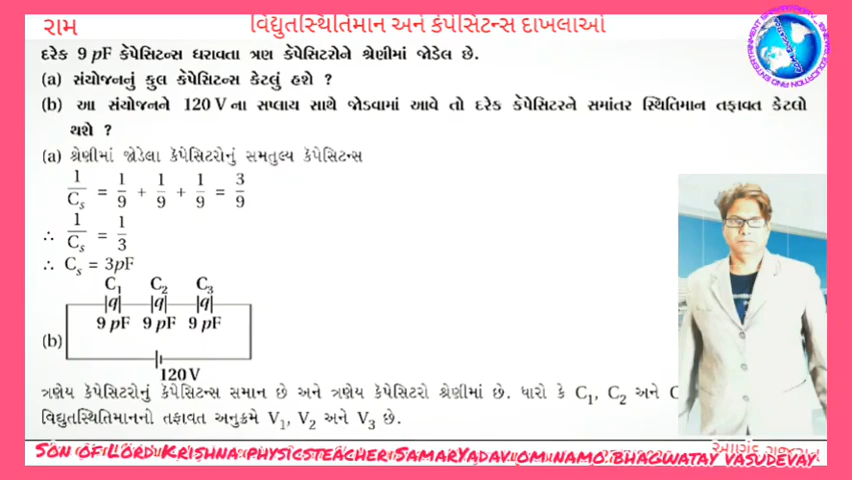 રામ
વિદ્યુતસ્થિતિમાન અને કેપેસિટન્સ દાખલાઓ
દરેક 9 pF કૅપેસિટન્સ ધરાવતા ત્રણ કૅપેસિટરોને શ્રેણીમાં જોડેલ છે.
(a) સંયોજનનું કુલ કૅપેસિટન્સ કેટલું હશે ?
(b) આ સંયોજનને 120 V ના સપ્લાય સાથે જોડવામાં આવે તો દરેક કૅપેસિટરને સમાંતર સ્થિતિમાન તફાવત કેટલો
થશે ?
(a) શ્રેણીમાં જોડેલા કૅપેસિટરોનું સમતુલ્ય કૅપેસિટન્સ
1/Cs = 1/9 + 1/9 + 1/9 = 3/9
∴ 1/Cs = 1/3
∴ Cs = 3pF
C1 C2 C3
|q| |q| |q|
9 pF 9 pF 9 pF
(b)
120 V
ત્રણેય કૅપેસિટરોનું કૅપેસિટન્સ સમાન છે અને ત્રણેય કૅપેસિટરો શ્રેણીમાં છે. ધારો કે C1, C2 અને C
વિદ્યુતસ્થિતિમાનનો તફાવત અનુક્રમે V1, V2 અને V3 છે.
Son of Lord Krishna physicsteacher SamarYadav om namo bhagwatay vasudevay